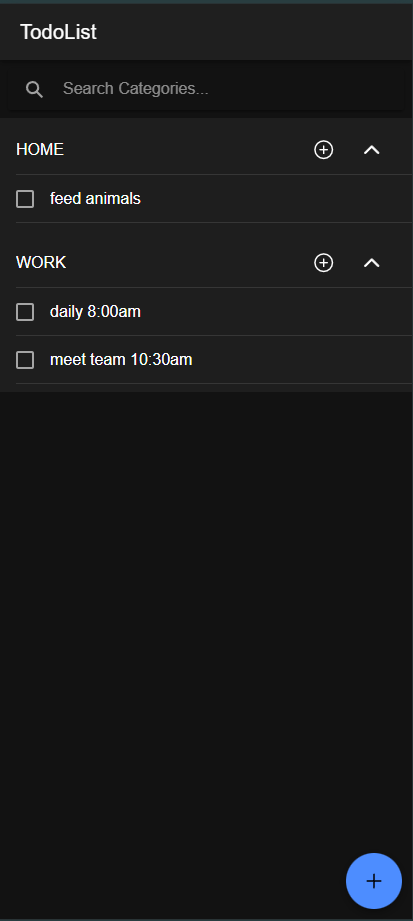 TodoList
Search Categories...
HOME
feed animals
WORK
daily 8:00am
meet team 10:30am